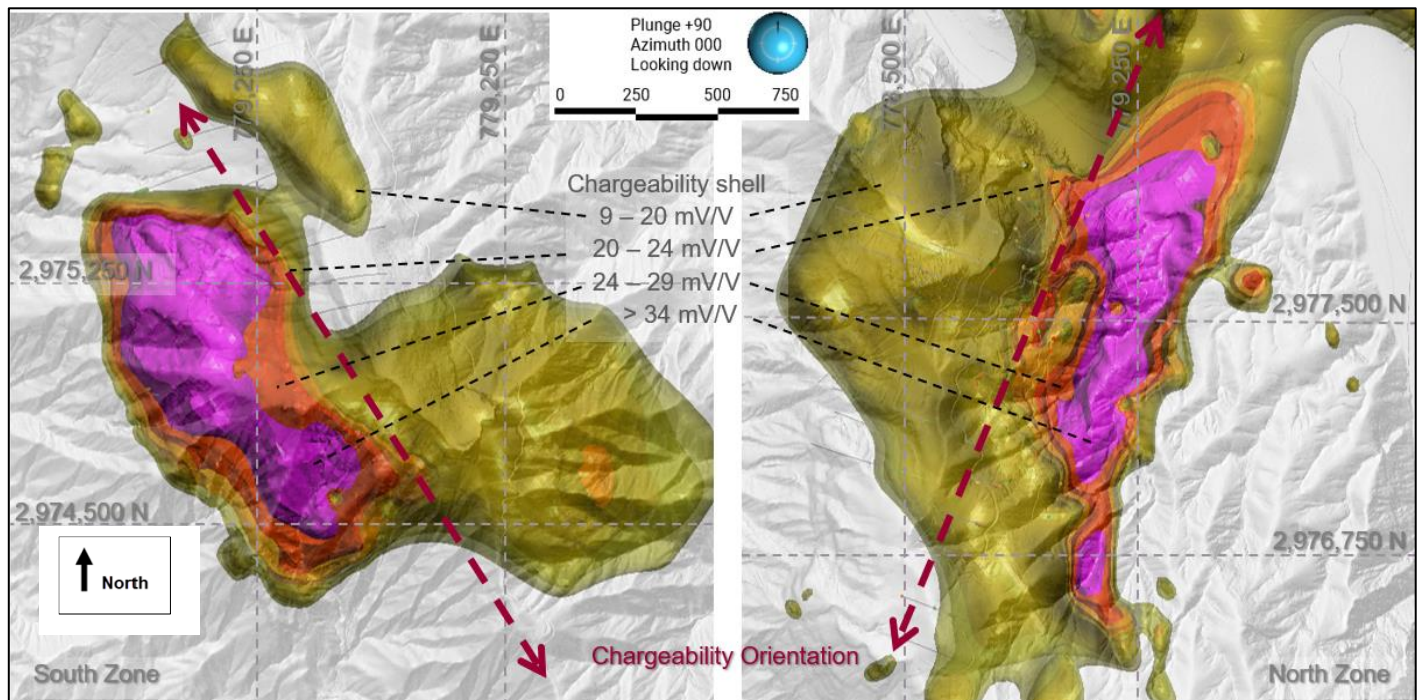 Plunge +90
Azimuth 000
Looking down
0 250 500 750
779,250 E
779,250 E
778,500 E
779,250 E
Chargeability shell
9 – 20 mV/V
20 – 24 mV/V
24 – 29 mV/V
> 34 mV/V
2,975,250 N
2,977,500 N
2,974,500 N
2,976,750 N
North
Chargeability Orientation
South Zone
North Zone